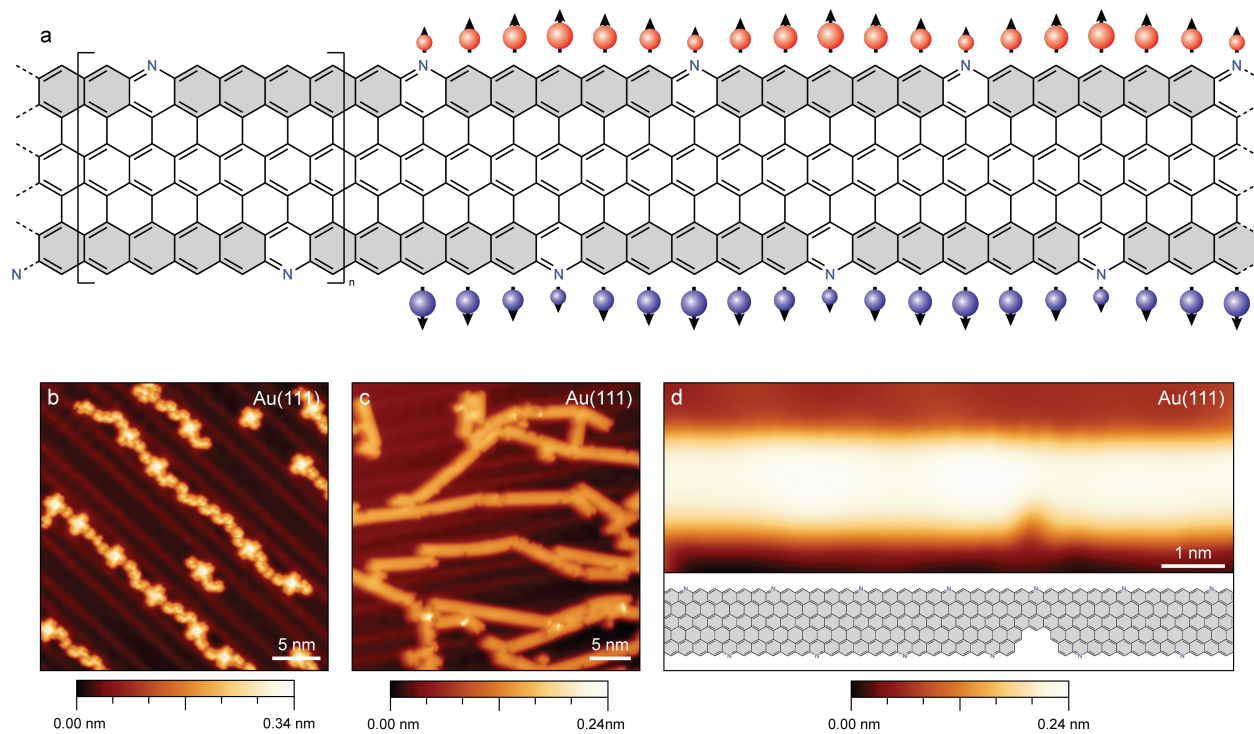 a
N N N N N
N N N N N
n
b Au(111)
5 nm
0.00 nm 0.34 nm
c Au(111)
5 nm
0.00 nm 0.24nm
d Au(111)
1 nm
N N N N N N N
N N N N N N
0.00 nm 0.24 nm